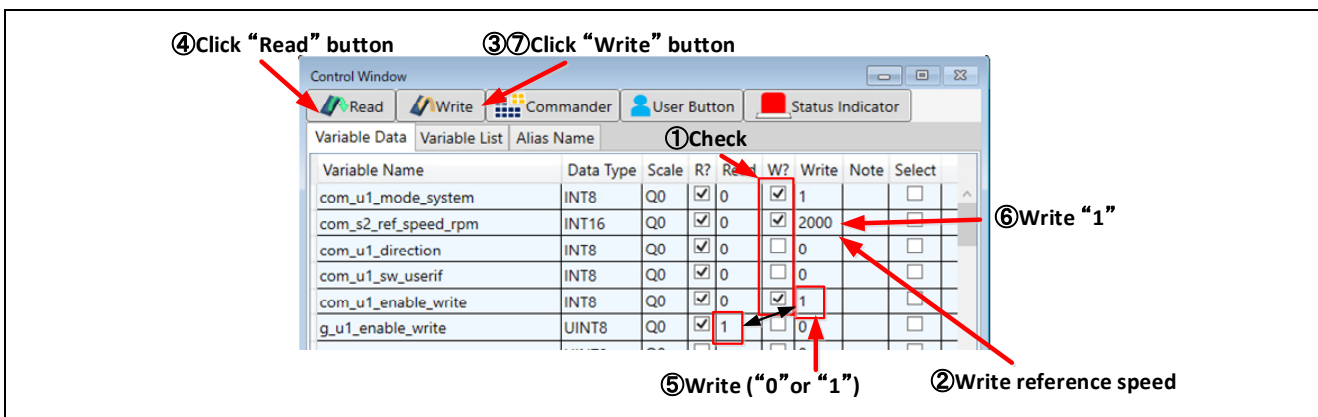 ④Click “Read” button ③⑦Click “Write” button
Control Window
Read Write Commander User Button Status Indicator
Variable Data Variable List Alias Name ①Check
Variable Name Data Type Scale R? Read W? Write Note Select
com_u1_mode_system INT8 Q0 0 1
com_s2_ref_speed_rpm INT16 Q0 0 2000 ⑥Write “1”
com_u1_direction INT8 Q0 0 0
com_u1_sw_userif INT8 Q0 0 0
com_u1_enable_write INT8 Q0 0 1
g_u1_enable_write UINT8 Q0 1 0
⑤Write (“0”or “1”) ②Write reference speed